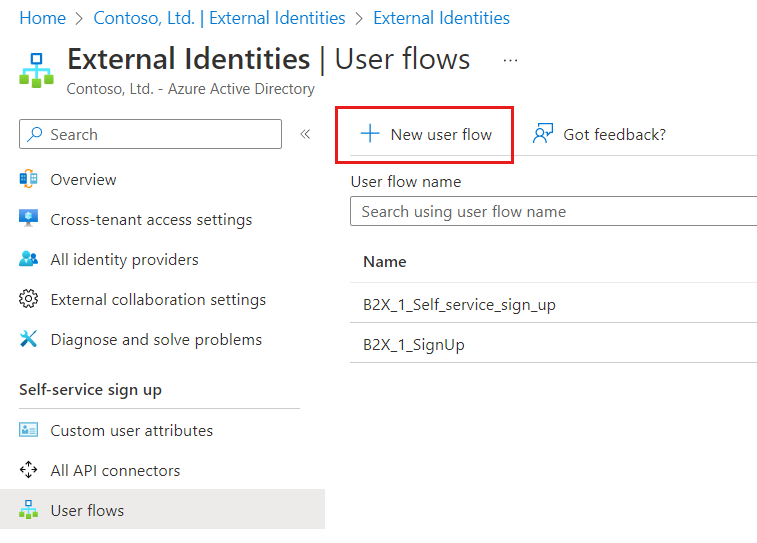 Home > Contoso, Ltd. | External Identities > External Identities
External Identities | User flows ...
Contoso, Ltd. - Azure Active Directory
Search «
New user flow
Got feedback?
Overview
Cross-tenant access settings
All identity providers
External collaboration settings
Diagnose and solve problems
Self-service sign up
Custom user attributes
All API connectors
User flows
User flow name
Search using user flow name
Name
B2X_1_Self_service_sign_up
B2X_1_SignUp